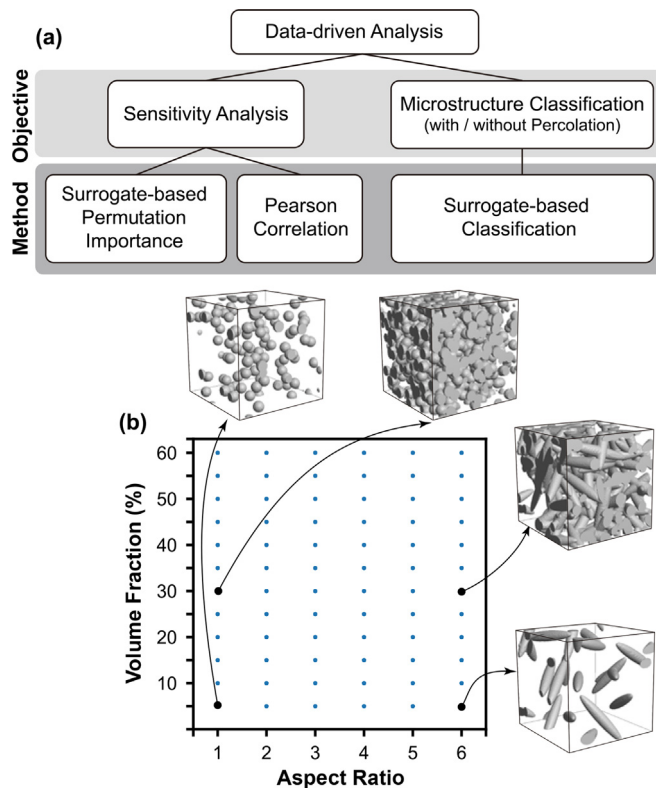 (a)
Data-driven Analysis
Objective
Sensitivity Analysis
Microstructure Classification
(with / without Percolation)
Method
Surrogate-based
Permutation
Importance
Pearson
Correlation
Surrogate-based
Classification
(b)
Volume Fraction (%)
60
50
40
30
20
10
1 2 3 4 5 6
Aspect Ratio